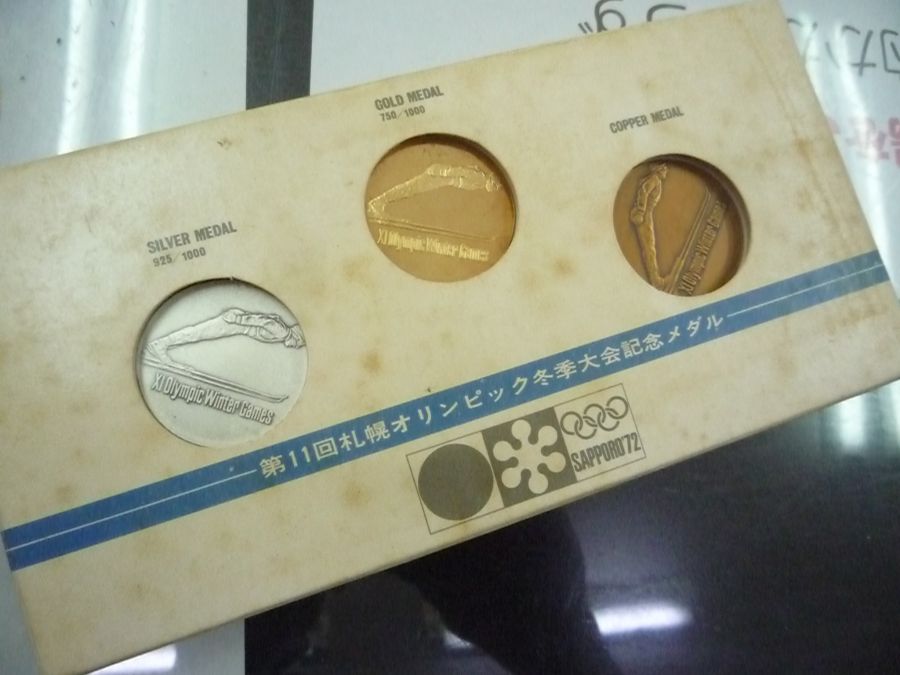 GOLD MEDAL
750/1000
COPPER MEDAL
SILVER MEDAL
925/1000
XI Olympic Winter Games
XI Olympic Winter Games
XI Olympic Winter Games
第11回札幌オリンピック冬季大会記念メダル
SAPPORO'72